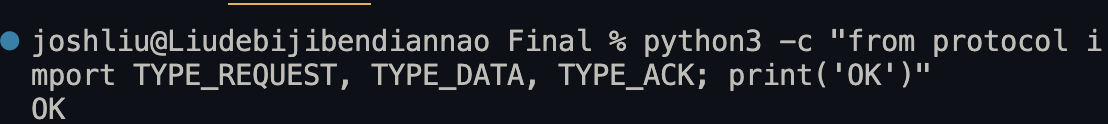 joshliu@Liudebijibendiannao Final % python3 -c "from protocol i
mport TYPE_REQUEST, TYPE_DATA, TYPE_ACK; print('OK')"
OK